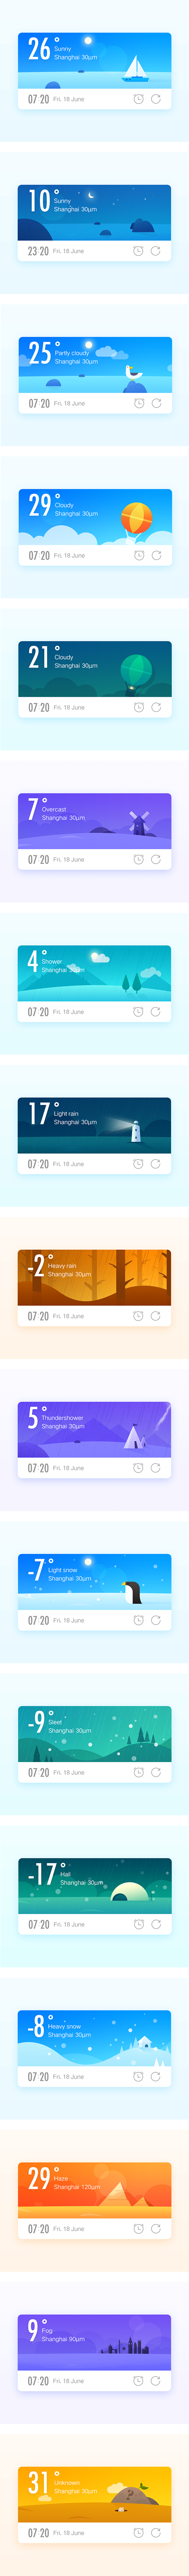 26°
Sunny
Shanghai 30μm
07:20 Fri. 18 June
10°
Sunny
Shanghai 30μm
23:20 Fri. 18 June
25°
Partly cloudy
Shanghai 30μm
07:20 Fri. 18 June
29°
Cloudy
Shanghai 30μm
07:20 Fri. 18 June
21°
Cloudy
Shanghai 30μm
07:20 Fri. 18 June
7°
Overcast
Shanghai 30μm
07:20 Fri. 18 June
4°
Shower
Shanghai 30μm
07:20 Fri. 18 June
17°
Light rain
Shanghai 30μm
07:20 Fri. 18 June
-2°
Heavy rain
Shanghai 30μm
07:20 Fri. 18 June
5°
Thundershower
Shanghai 30μm
07:20 Fri. 18 June
-7°
Light snow
Shanghai 30μm
07:20 Fri. 18 June
-9°
Sleet
Shanghai 30μm
07:20 Fri. 18 June
-17°
Hail
Shanghai 30μm
07:20 Fri. 18 June
-8°
Heavy snow
Shanghai 30μm
07:20 Fri. 18 June
29°
Haze
Shanghai 120μm
07:20 Fri. 18 June
9°
Fog
Shanghai 90μm
07:20 Fri. 18 June
31°
Unknown
Shanghai 30μm
?
07:20 Fri. 18 June